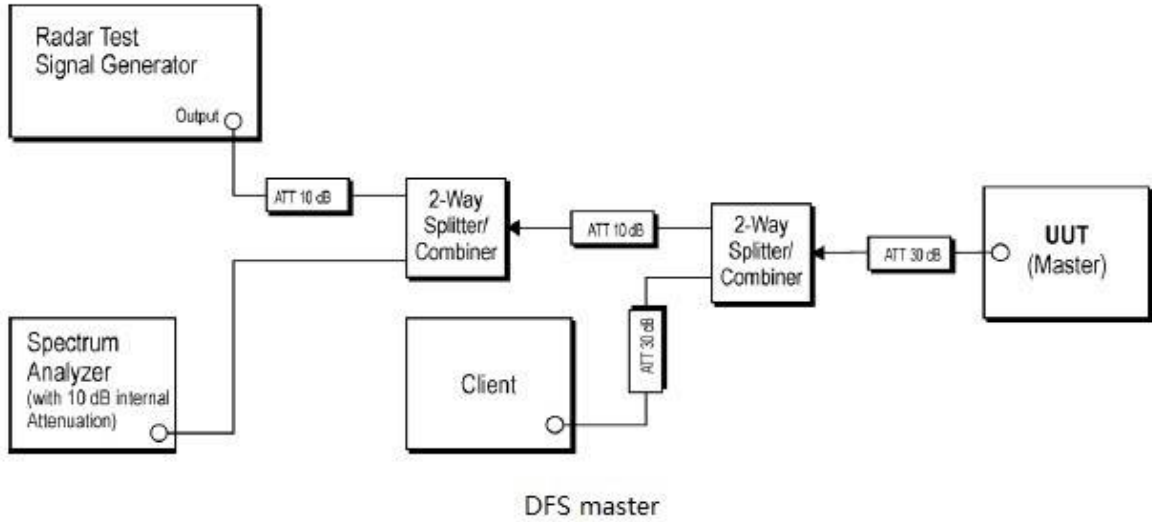 Radar Test
Signal Generator
Output
ATT 10 dB
2-Way
Splitter/
Combiner
ATT 10 dB
2-Way
Splitter/
Combiner
ATT 30 dB
UUT
(Master)
ATT 30 dB
Spectrum
Analyzer
(with 10 dB internal
Attenuation)
Client
DFS master